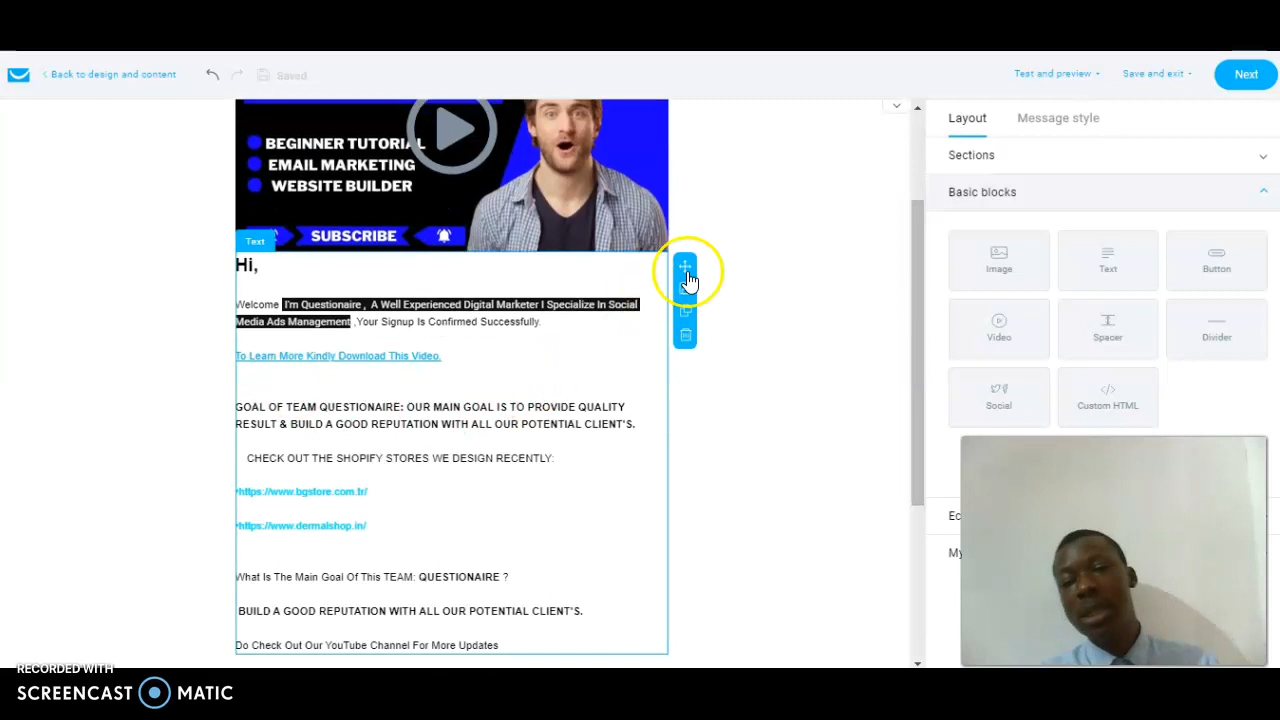 Back to design and content
Saved
Test and preview
Save and exit
Next
BEGINNER TUTORIAL
EMAIL MARKETING
WEBSITE BUILDER
SUBSCRIBE
Text
Hi,
Welcome I'm Questionaire , A Well Experienced Digital Marketer I Specialize In Social
Media Ads Management ,Your Signup Is Confirmed Successfully.
To Learn More Kindly Download This Video.
GOAL OF TEAM QUESTIONAIRE: OUR MAIN GOAL IS TO PROVIDE QUALITY
RESULT & BUILD A GOOD REPUTATION WITH ALL OUR POTENTIAL CLIENT'S.
CHECK OUT THE SHOPIFY STORES WE DESIGN RECENTLY:
https://www.bgstore.com.tr/
https://www.dermalshop.in/
What Is The Main Goal Of This TEAM: QUESTIONAIRE ?
BUILD A GOOD REPUTATION WITH ALL OUR POTENTIAL CLIENT'S.
Do Check Out Our YouTube Channel For More Updates
Layout
Message style
Sections
Basic blocks
Image
Text
Button
Video
Spacer
Divider
Social
Custom HTML
Ec
My
RECORDED WITH
SCREENCAST MATIC